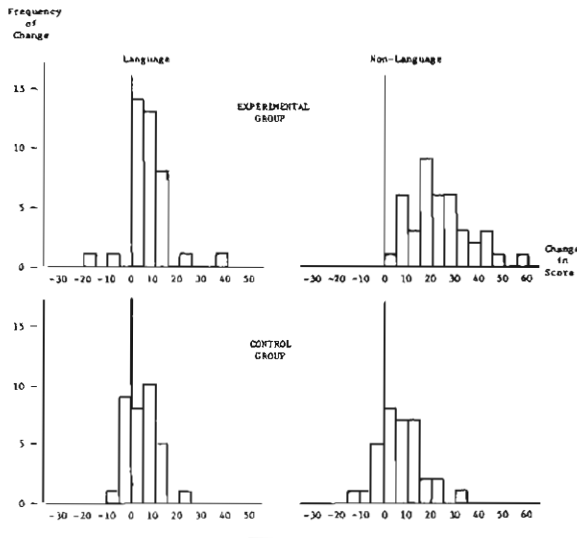 Frequency
of
Change
Language
Non-Language
EXPERIMENTAL
GROUP
15
10
5
0
-30 -20 -10 0 10 20 30 40 50
-30 -20 -10 0 10 20 30 40 50 60
Change
in
Score
CONTROL
GROUP
15
10
5
0
-30 -20 -10 0 10 20 30 40 50
-30 -20 -10 0 10 20 30 40 50 60